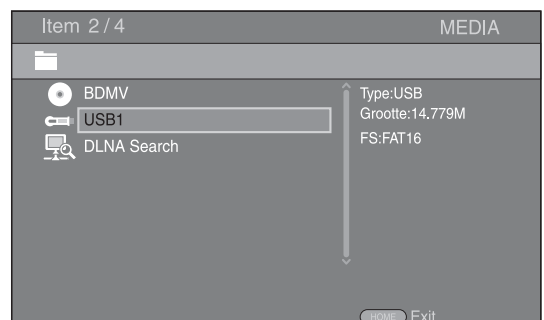 Item 2/4 MEDIA
BDMV
USB1
DLNA Search
Type:USB
Grootte:14.779M
FS:FAT16
HOME Exit